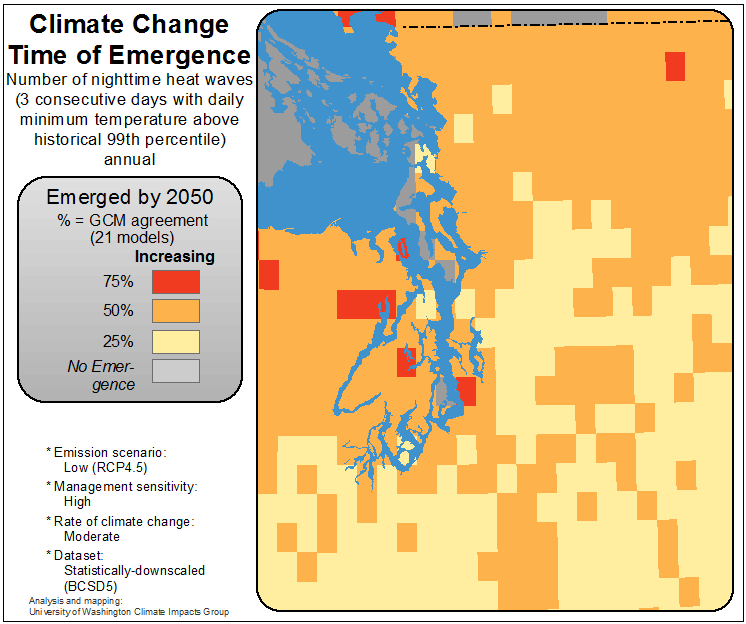 Climate Change
Time of Emergence
Number of nighttime heat waves
(3 consecutive days with daily
minimum temperature above
historical 99th percentile)
annual
Emerged by 2050
% = GCM agreement
(21 models)
Increasing
75%
50%
25%
No Emer-
gence
* Emission scenario:
Low (RCP4.5)
* Management sensitivity:
High
* Rate of climate change:
Moderate
* Dataset:
Statistically-downscaled
(BCSD5)
Analysis and mapping:
University of Washington Climate Impacts Group